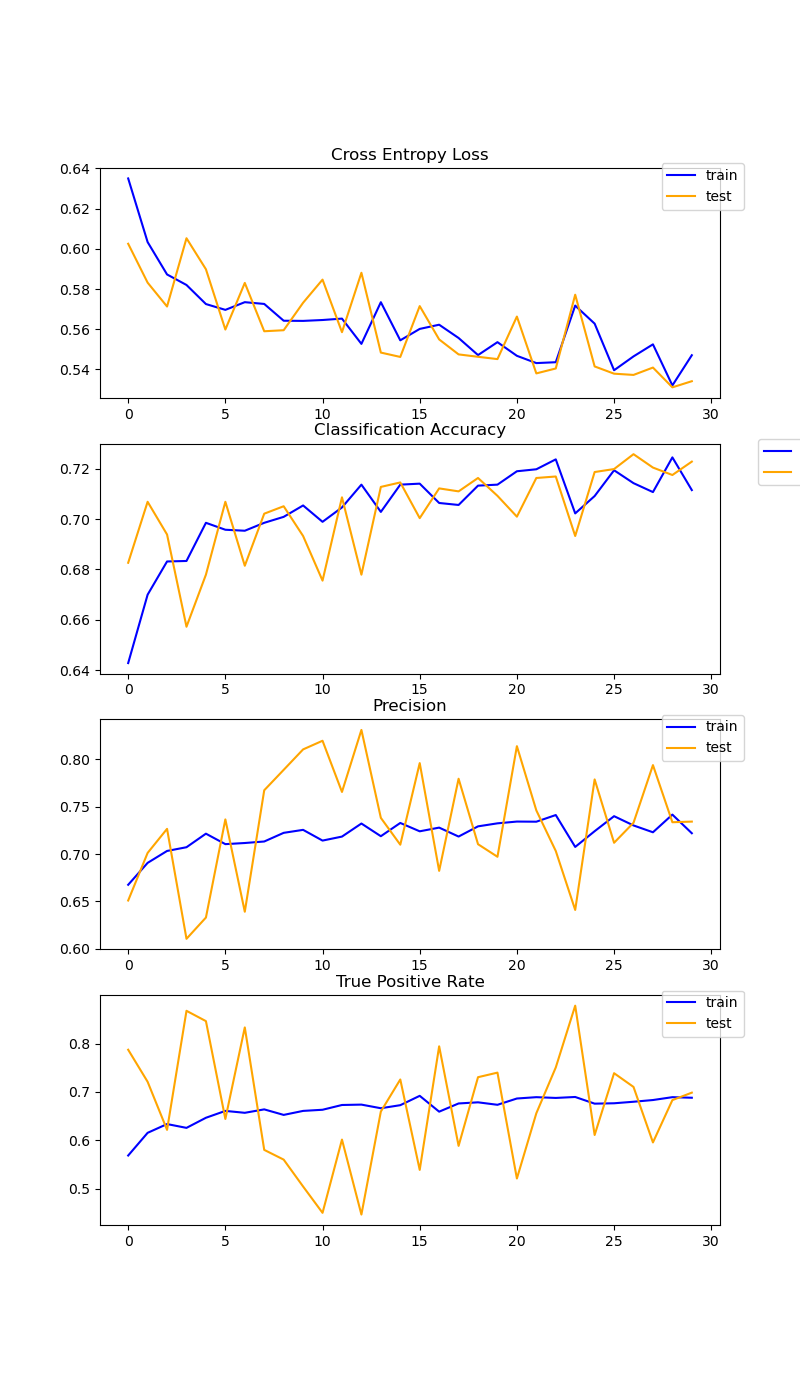 Cross Entropy Loss
0.64
0.62
0.60
0.58
0.56
0.54
train
test
0 5 10 15 20 25 30
Classification Accuracy
0.72
0.70
0.68
0.66
0.64
0 5 10 15 20 25 30
Precision
0.80
0.75
0.70
0.65
0.60
train
test
0 5 10 15 20 25 30
True Positive Rate
0.8
0.7
0.6
0.5
train
test
0 5 10 15 20 25 30